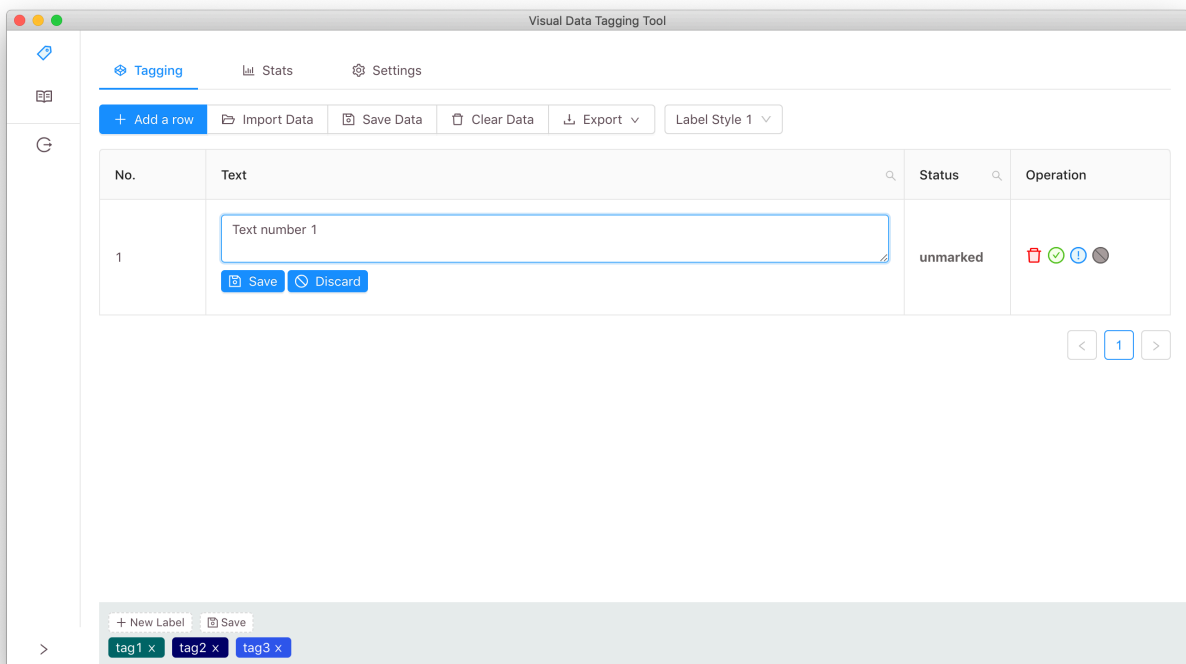 Visual Data Tagging Tool
Tagging Stats Settings
+ Add a row Import Data Save Data Clear Data Export Label Style 1
No. Text Status Operation
Text number 1
1 unmarked
Save Discard
< 1 >
+ New Label Save
tag1 × tag2 × tag3 ×